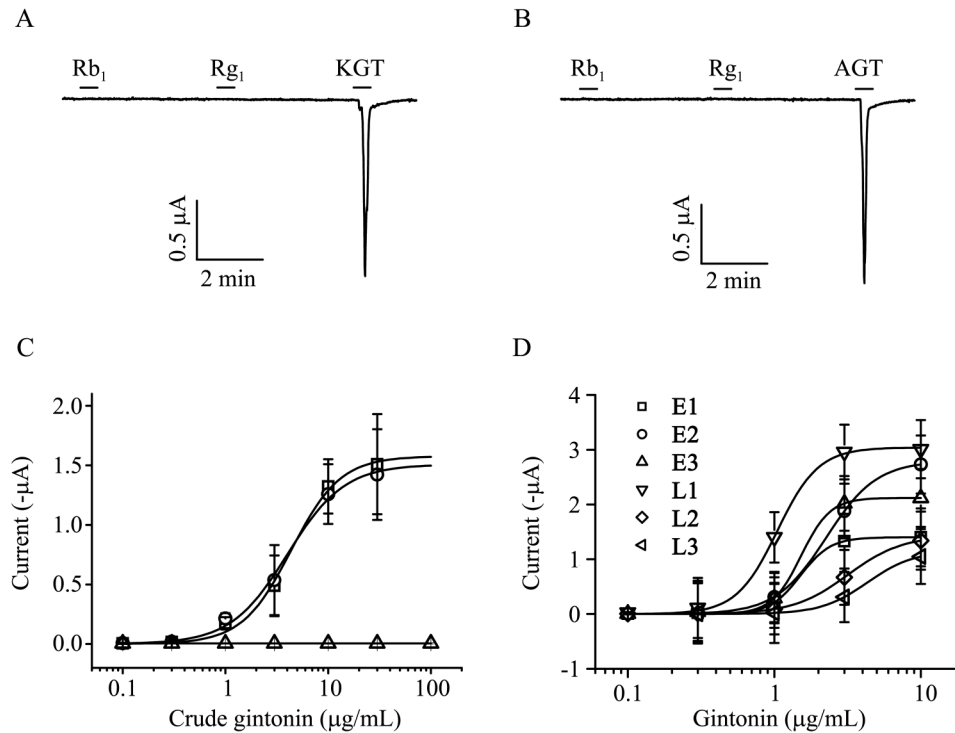 A
Rb₁ Rg₁ KGT
0.5 μA
2 min
B
Rb₁ Rg₁ AGT
0.5 μA
2 min
C
Current (-μA)
2.0
1.5
1.0
0.5
0.0
0.1 1 10 100
Crude gintonin (μg/mL)
D
Current (-μA)
4
3
2
1
0
-1
E1
E2
E3
L1
L2
L3
0.1 1 10
Gintonin (μg/mL)